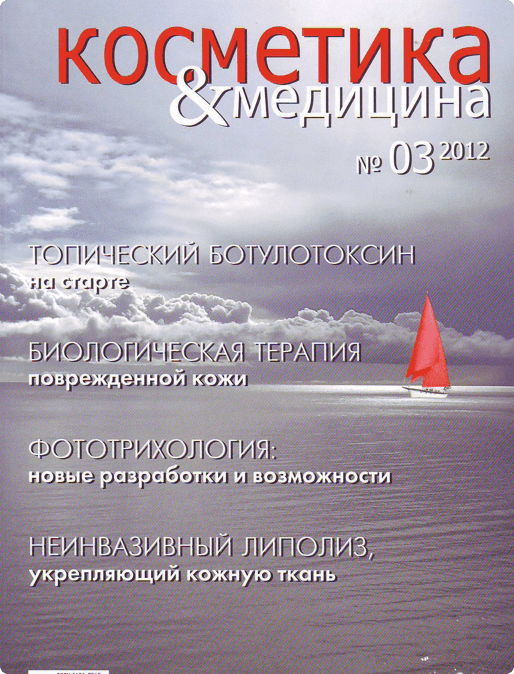 косметика
&медицина
№ 03 2012
ТОПИЧЕСКИЙ БОТУЛОТОКСИН
на старте
БИОЛОГИЧЕСКАЯ ТЕРАПИЯ
поврежденной кожи
ФОТОТРИХОЛОГИЯ:
новые разработки и возможности
НЕИНВАЗИВНЫЙ ЛИПОЛИЗ,
укрепляющий кожную ткань